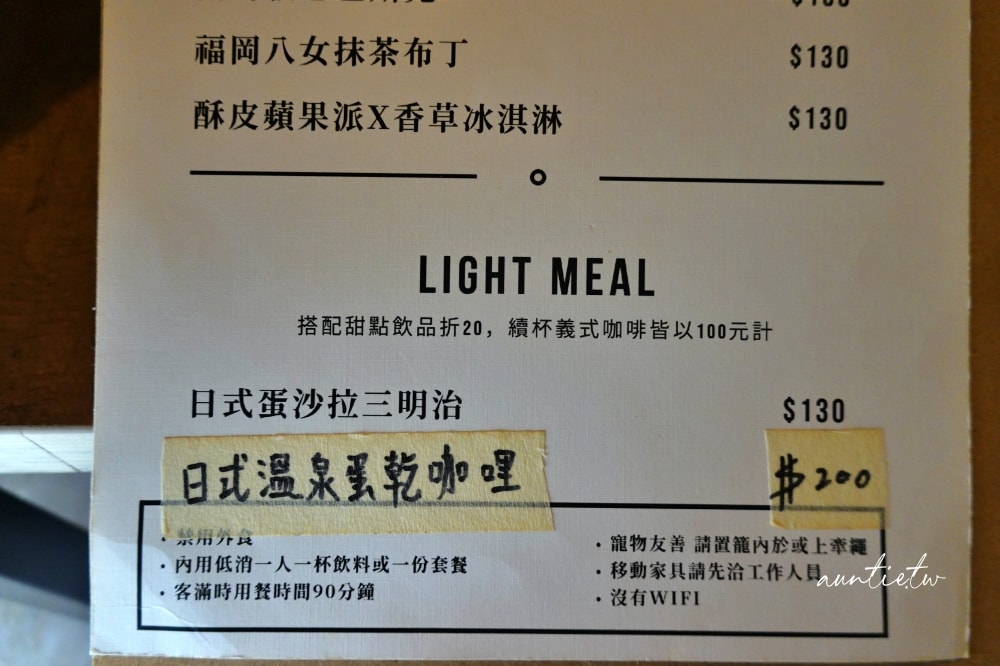 福岡八女抹茶布丁 $130
酥皮蘋果派X香草冰淇淋 $130
LIGHT MEAL
搭配甜點飲品折20，續杯義式咖啡皆以100元計
日式蛋沙拉三明治 $130
日式溫泉蛋乾咖哩 $200
・禁用外食
・內用低消一人一杯飲料或一份套餐
・客滿時用餐時間90分鐘
・寵物友善 請置籠內於或上牽繩
・移動家具請先洽工作人員
・沒有WIFI
auntie.tw